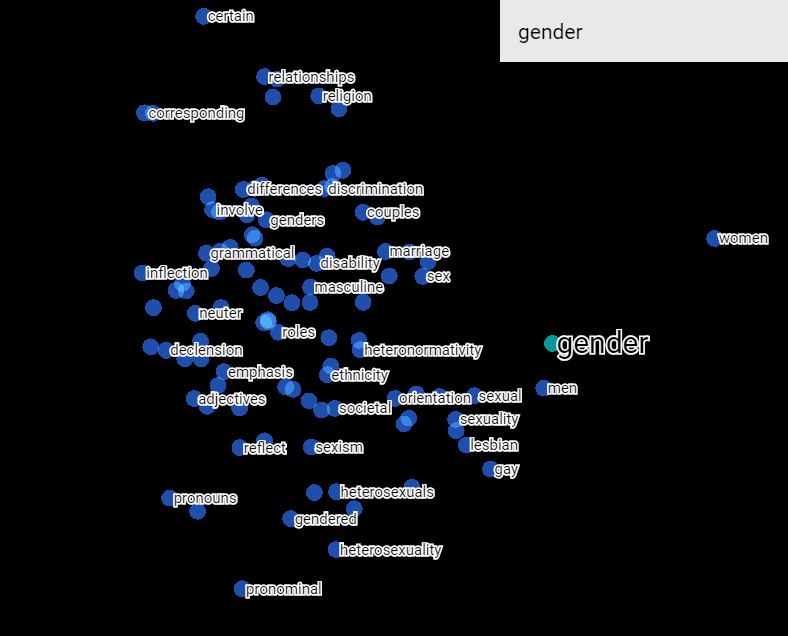 certain
gender
relationships
religion
corresponding
differences
discrimination
involve
couples
genders
women
grammatical
marriage
disability
inflection
sex
masculine
neuter
roles
gender
declension
heteronormativity
emphasis
ethnicity
men
adjectives
orientation
sexual
societal
sexuality
reflect
sexism
lesbian
gay
pronouns
heterosexuals
gendered
heterosexuality
pronominal